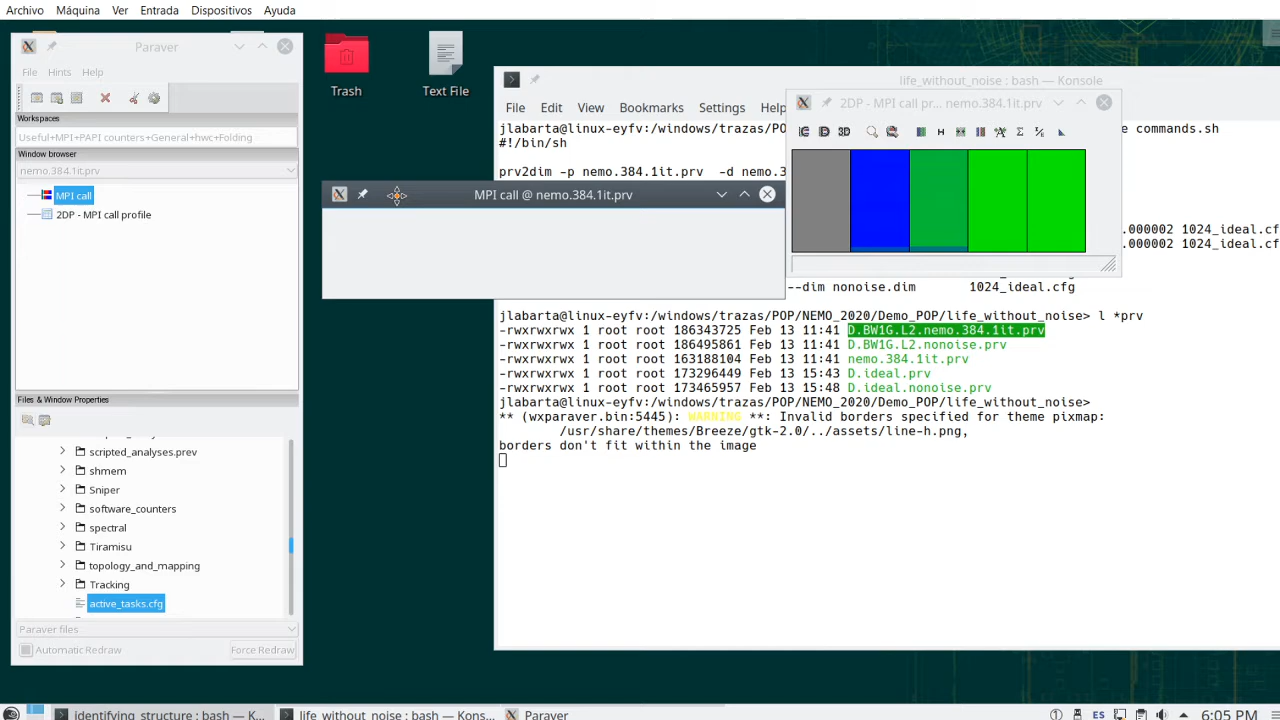 Archivo Máquina Ver Entrada Dispositivos Ayuda
Paraver
File Hints Help
Workspaces
Useful+MPI+PAPI counters+General+hwc+Folding
Window browser
nemo.384.1it.prv
MPI call
2DP - MPI call profile
Files & Window Properties
scripted_analyses.prev
shmem
Sniper
software_counters
spectral
Tiramisu
topology_and_mapping
Tracking
active_tasks.cfg
Paraver files
Automatic Redraw
Force Redraw
Trash
Text File
life_without_noise : bash — Konsole
File Edit View Bookmarks Settings Help
jlabarta@linux-eyfv:/windows/trazas/PO
e commands.sh
#!/bin/sh
prv2dim -p nemo.384.1it.prv -d nemo.3
.000002 1024_ideal.cf
.000002 1024_ideal.cf
--dim nonoise.dim 1024_ideal.cfg
jlabarta@linux-eyfv:/windows/trazas/POP/NEMO_2020/Demo_POP/life_without_noise> l *prv
-rwxrwxrwx 1 root root 186343725 Feb 13 11:41 D.BW1G.L2.nemo.384.1it.prv
-rwxrwxrwx 1 root root 186495861 Feb 13 11:41 D.BW1G.L2.nonoise.prv
-rwxrwxrwx 1 root root 163188104 Feb 13 11:41 nemo.384.1it.prv
-rwxrwxrwx 1 root root 173296449 Feb 13 15:43 D.ideal.prv
-rwxrwxrwx 1 root root 173465957 Feb 13 15:48 D.ideal.nonoise.prv
jlabarta@linux-eyfv:/windows/trazas/POP/NEMO_2020/Demo_POP/life_without_noise>
** (wxparaver.bin:5445): WARNING **: Invalid borders specified for theme pixmap:
/usr/share/themes/Breeze/gtk-2.0/../assets/line-h.png,
borders don't fit within the image
2DP - MPI call pr... nemo.384.1it.prv
3D
MPI call @ nemo.384.1it.prv
identifying_structure : bash — K...
life_without_noise : bash — Kons...
Paraver
ES
6:05 PM